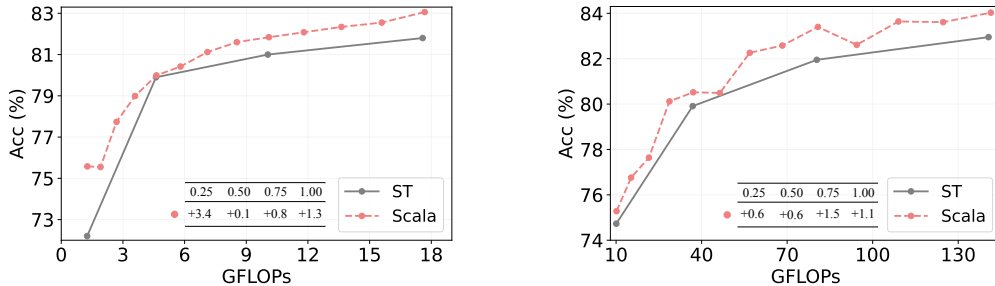 83
81
79
77
75
73
Acc (%)
0.25 0.50 0.75 1.00
+3.4 +0.1 +0.8 +1.3
ST
Scala
0 3 6 9 12 15 18
GFLOPs
84
82
80
78
76
74
Acc (%)
0.25 0.50 0.75 1.00
+0.6 +0.6 +1.5 +1.1
ST
Scala
10 40 70 100 130
GFLOPs